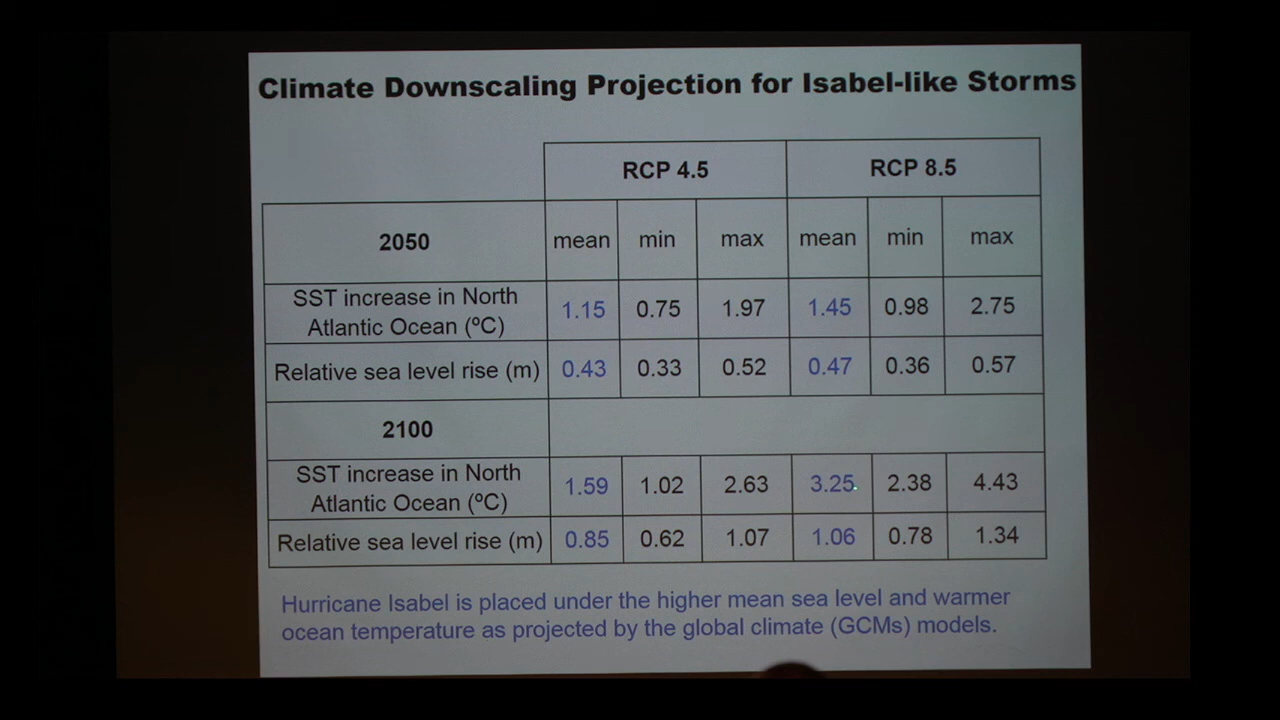 Climate Downscaling Projection for Isabel-like Storms
RCP 4.5 RCP 8.5
2050 mean min max mean min max
SST increase in North
Atlantic Ocean (ºC) 1.15 0.75 1.97 1.45 0.98 2.75
Relative sea level rise (m) 0.43 0.33 0.52 0.47 0.36 0.57
2100
SST increase in North
Atlantic Ocean (ºC) 1.59 1.02 2.63 3.25 2.38 4.43
Relative sea level rise (m) 0.85 0.62 1.07 1.06 0.78 1.34
Hurricane Isabel is placed under the higher mean sea level and warmer
ocean temperature as projected by the global climate (GCMs) models.